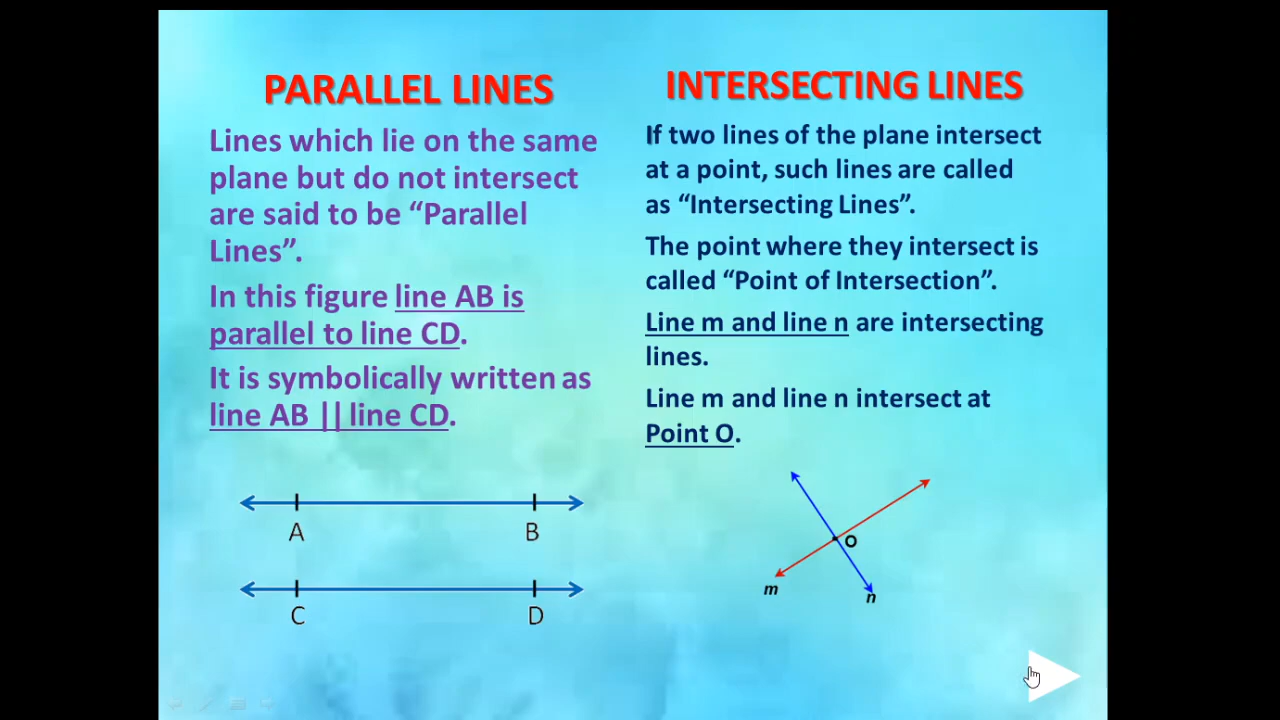 PARALLEL LINES
Lines which lie on the same
plane but do not intersect
are said to be “Parallel
Lines”.
In this figure line AB is
parallel to line CD.
It is symbolically written as
line AB || line CD.
A
B
C
D
INTERSECTING LINES
If two lines of the plane intersect
at a point, such lines are called
as “Intersecting Lines”.
The point where they intersect is
called “Point of Intersection”.
Line m and line n are intersecting
lines.
Line m and line n intersect at
Point O.
O
m
n